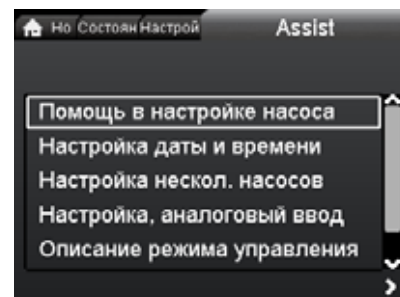 Но Состоян Настрой Assist
Помощь в настройке насоса
Настройка даты и времени
Настройка нескол. насосов
Настройка, аналоговый ввод
Описание режима управления